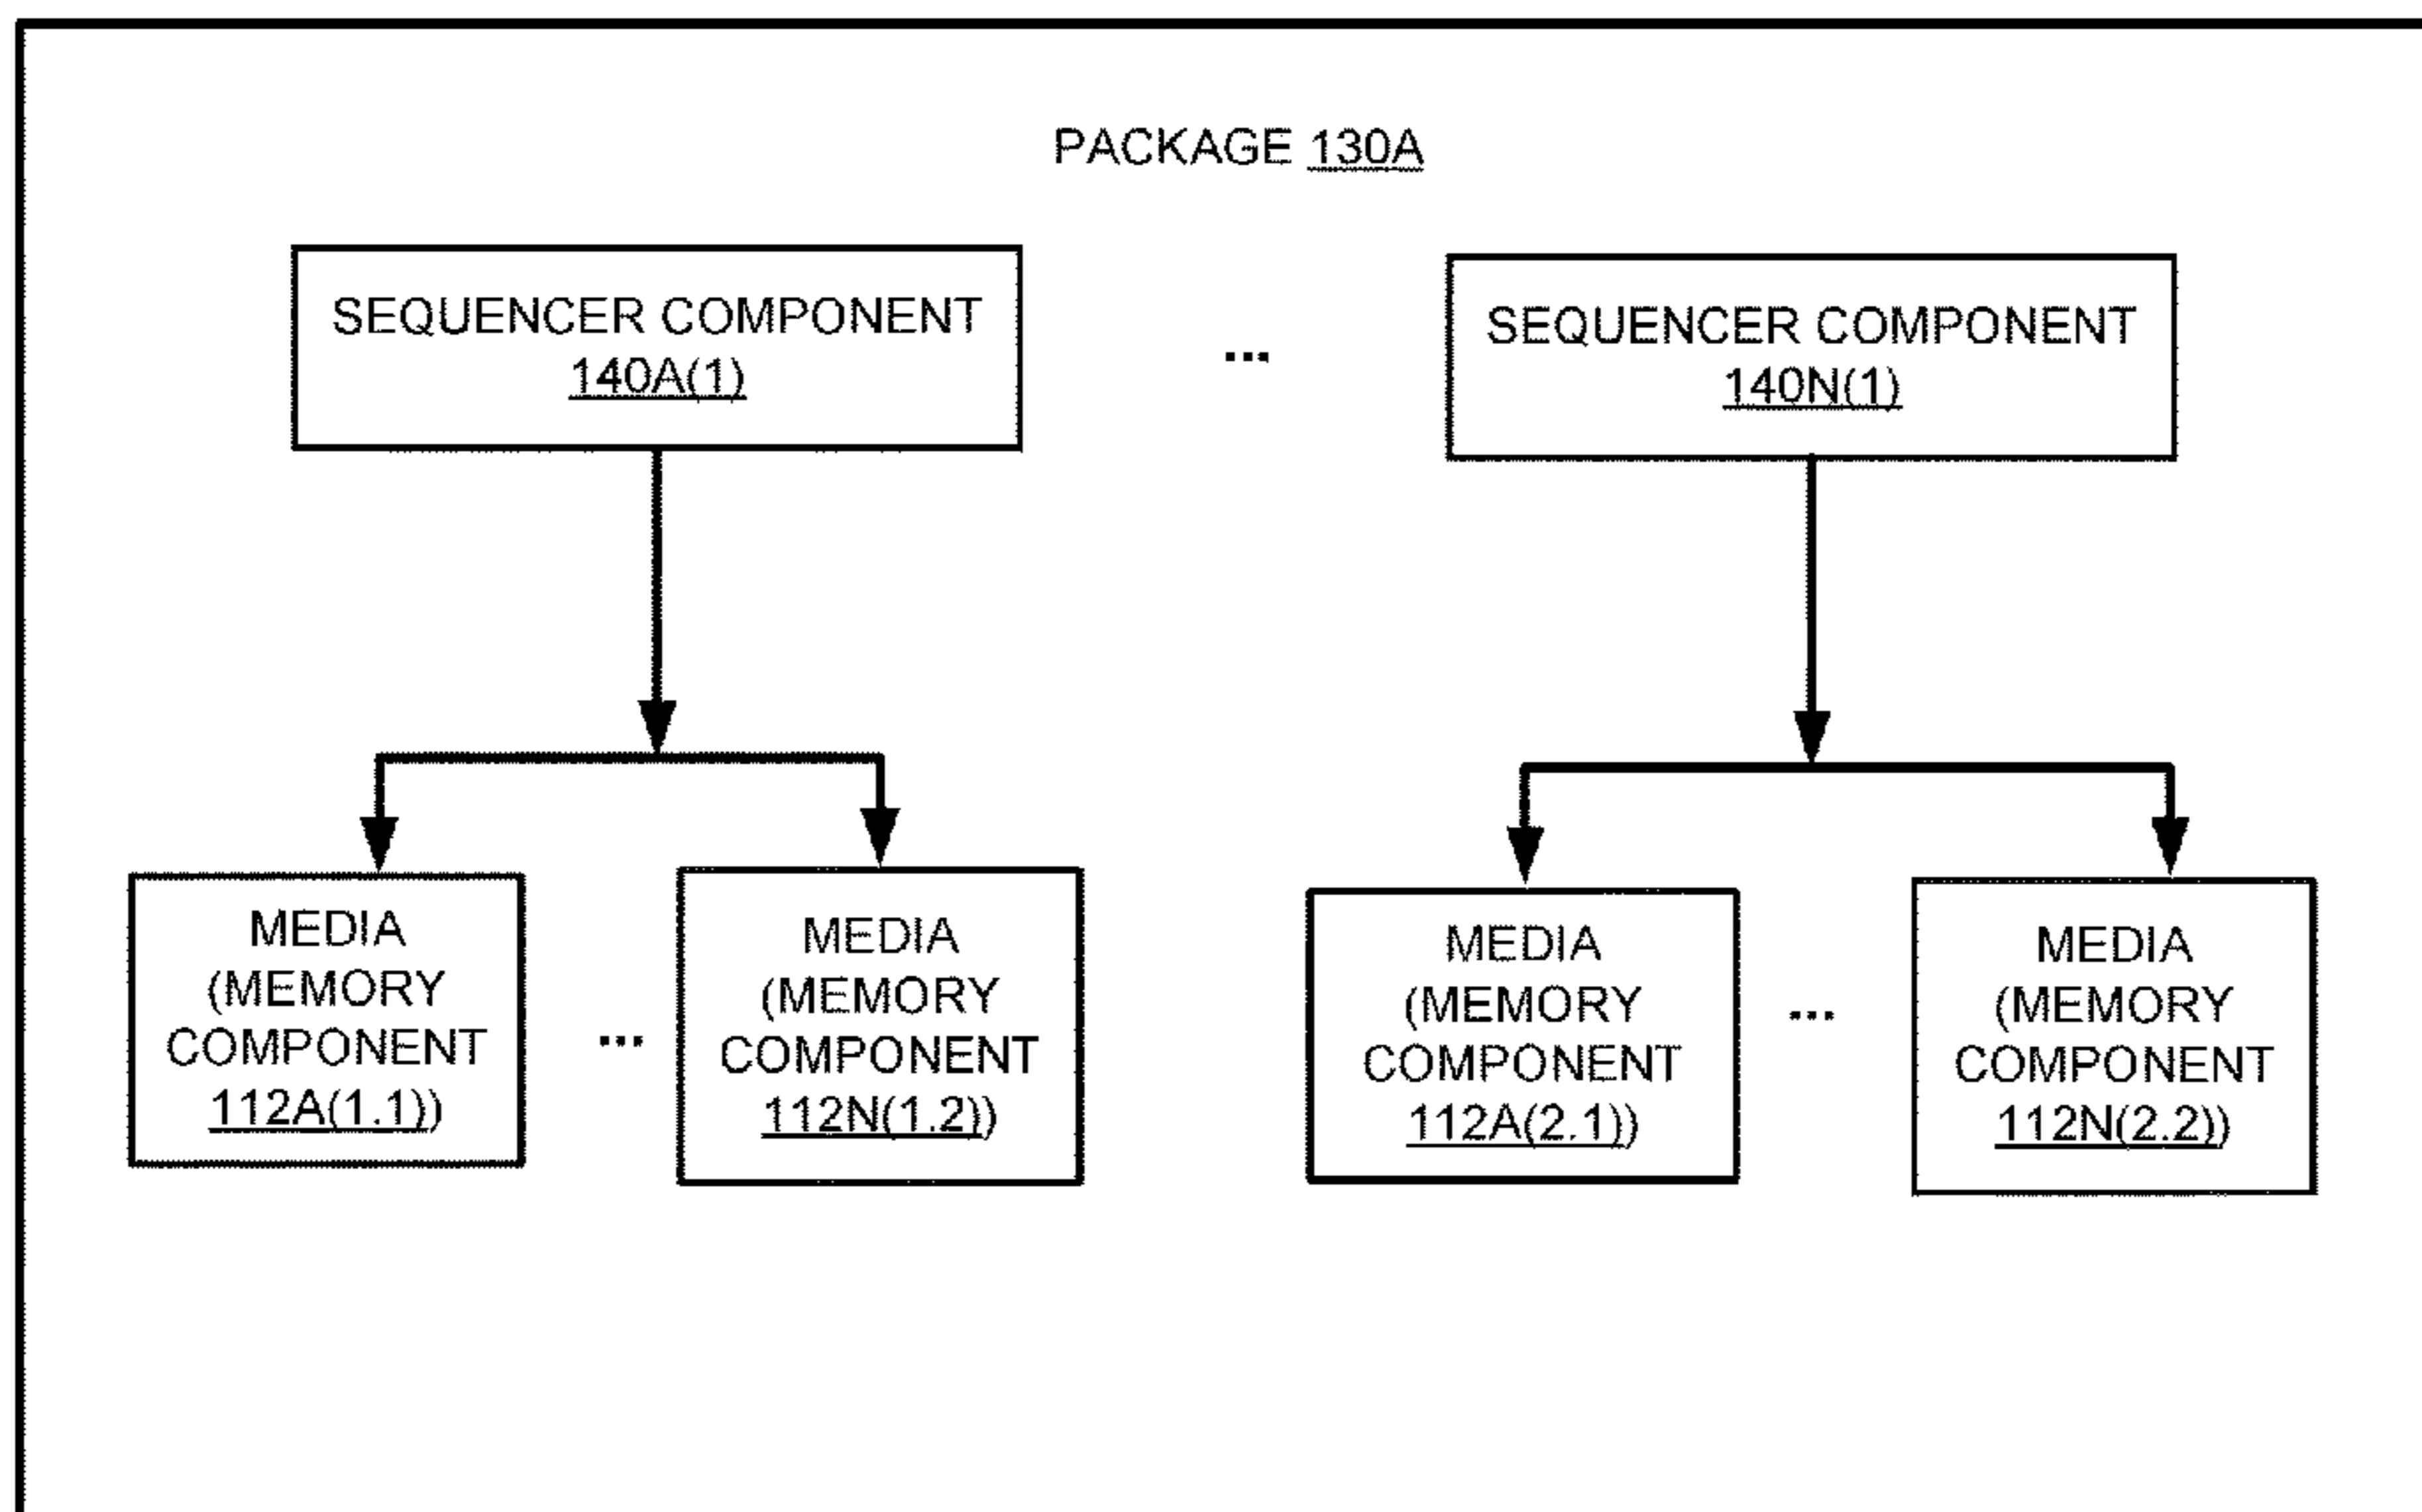 PACKAGE 130A
SEQUENCER COMPONENT
140A(1)
...
SEQUENCER COMPONENT
140N(1)
MEDIA
(MEMORY
COMPONENT
112A(1.1))
...
MEDIA
(MEMORY
COMPONENT
112N(1.2))
MEDIA
(MEMORY
COMPONENT
112A(2.1))
...
MEDIA
(MEMORY
COMPONENT
112N(2.2))